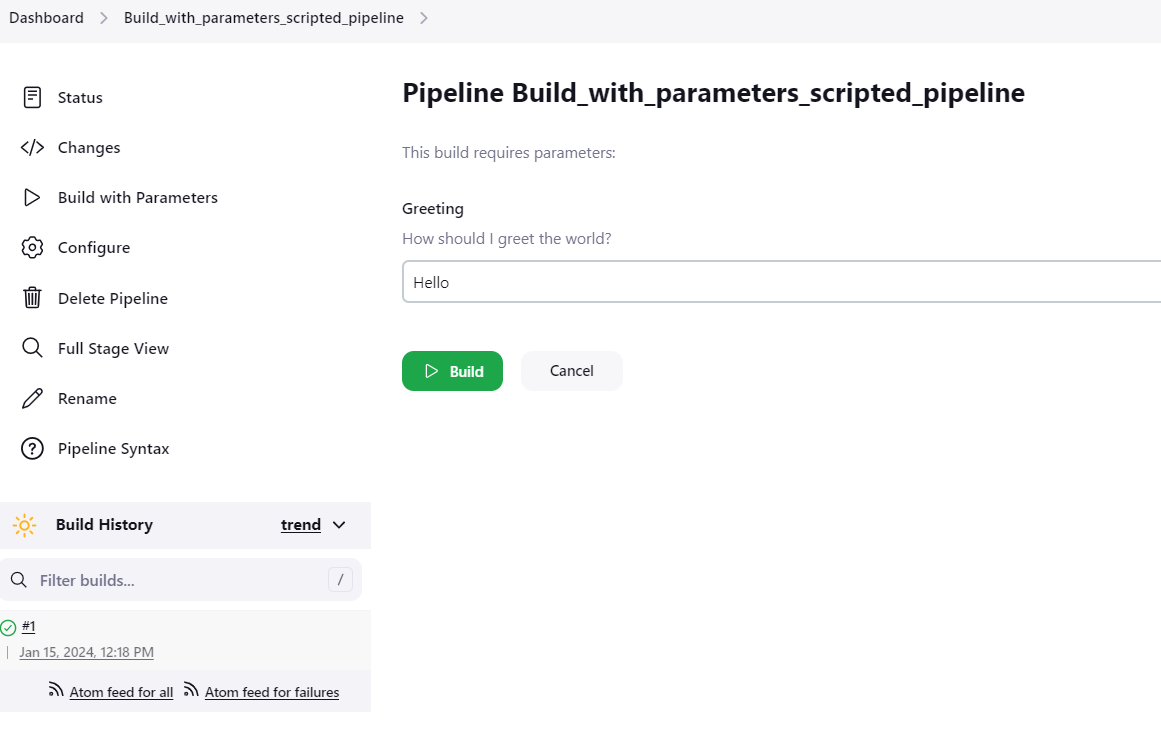 Dashboard > Build_with_parameters_scripted_pipeline >
Status
Changes
Build with Parameters
Configure
Delete Pipeline
Full Stage View
Rename
Pipeline Syntax
Build History trend
Filter builds... /
#1
Jan 15, 2024, 12:18 PM
Atom feed for all Atom feed for failures
Pipeline Build_with_parameters_scripted_pipeline
This build requires parameters:
Greeting
How should I greet the world?
Hello
Build Cancel